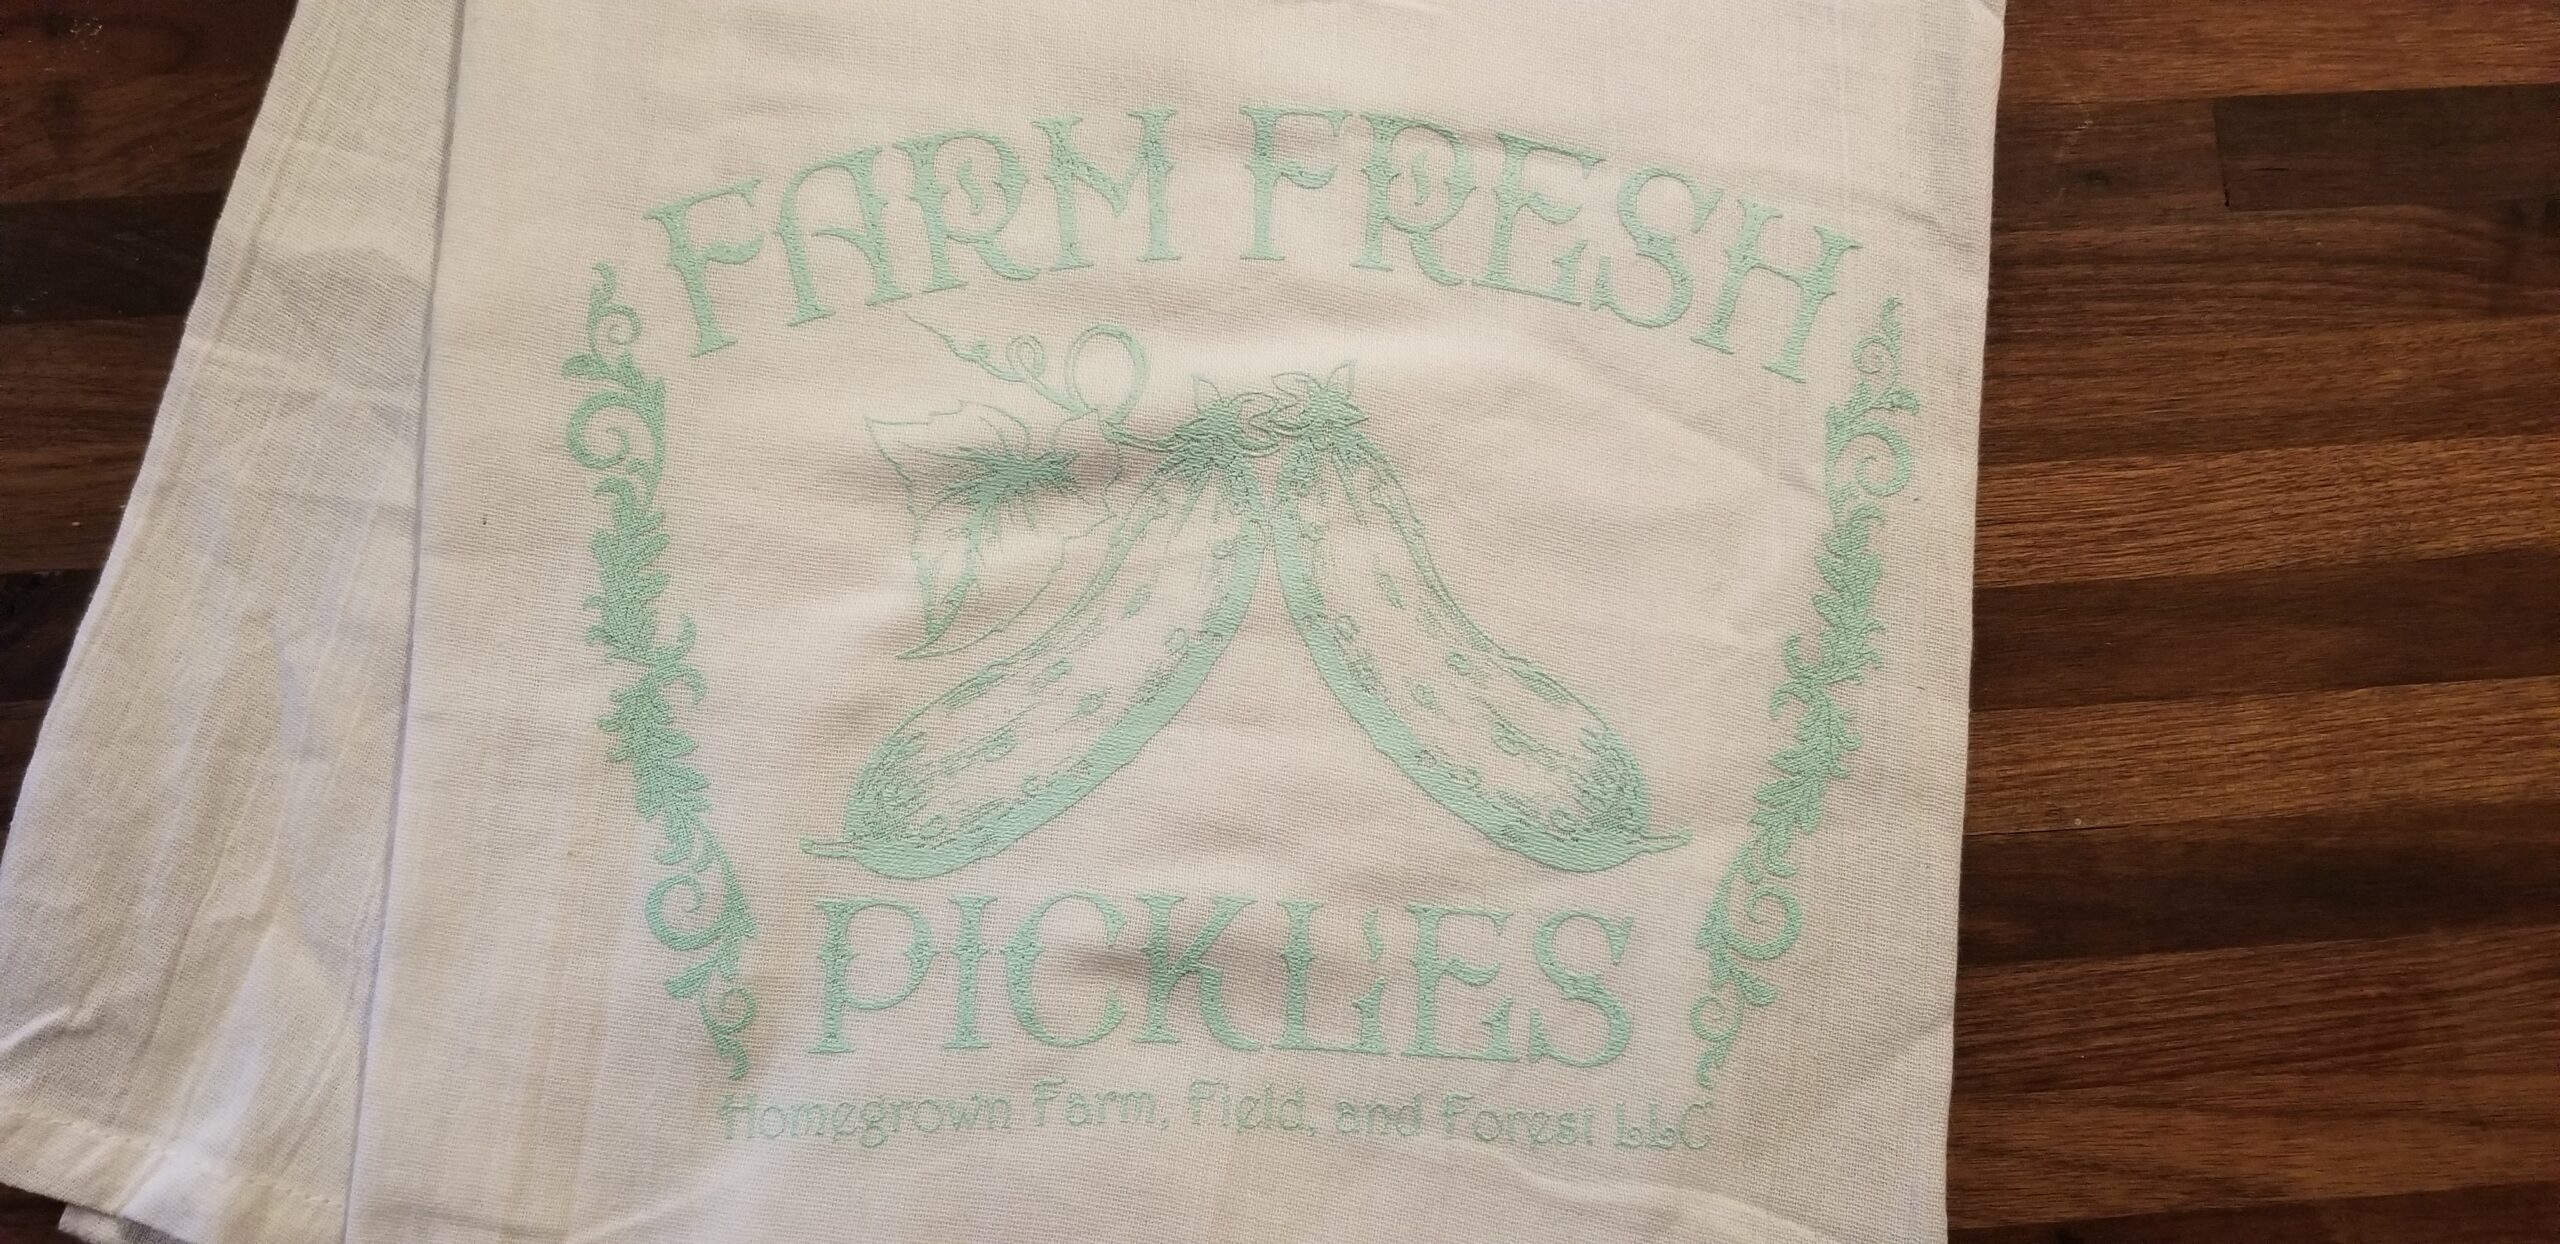 FARM FRESH
PICKLES
Homegrown Farm, Field, and Forest LLC